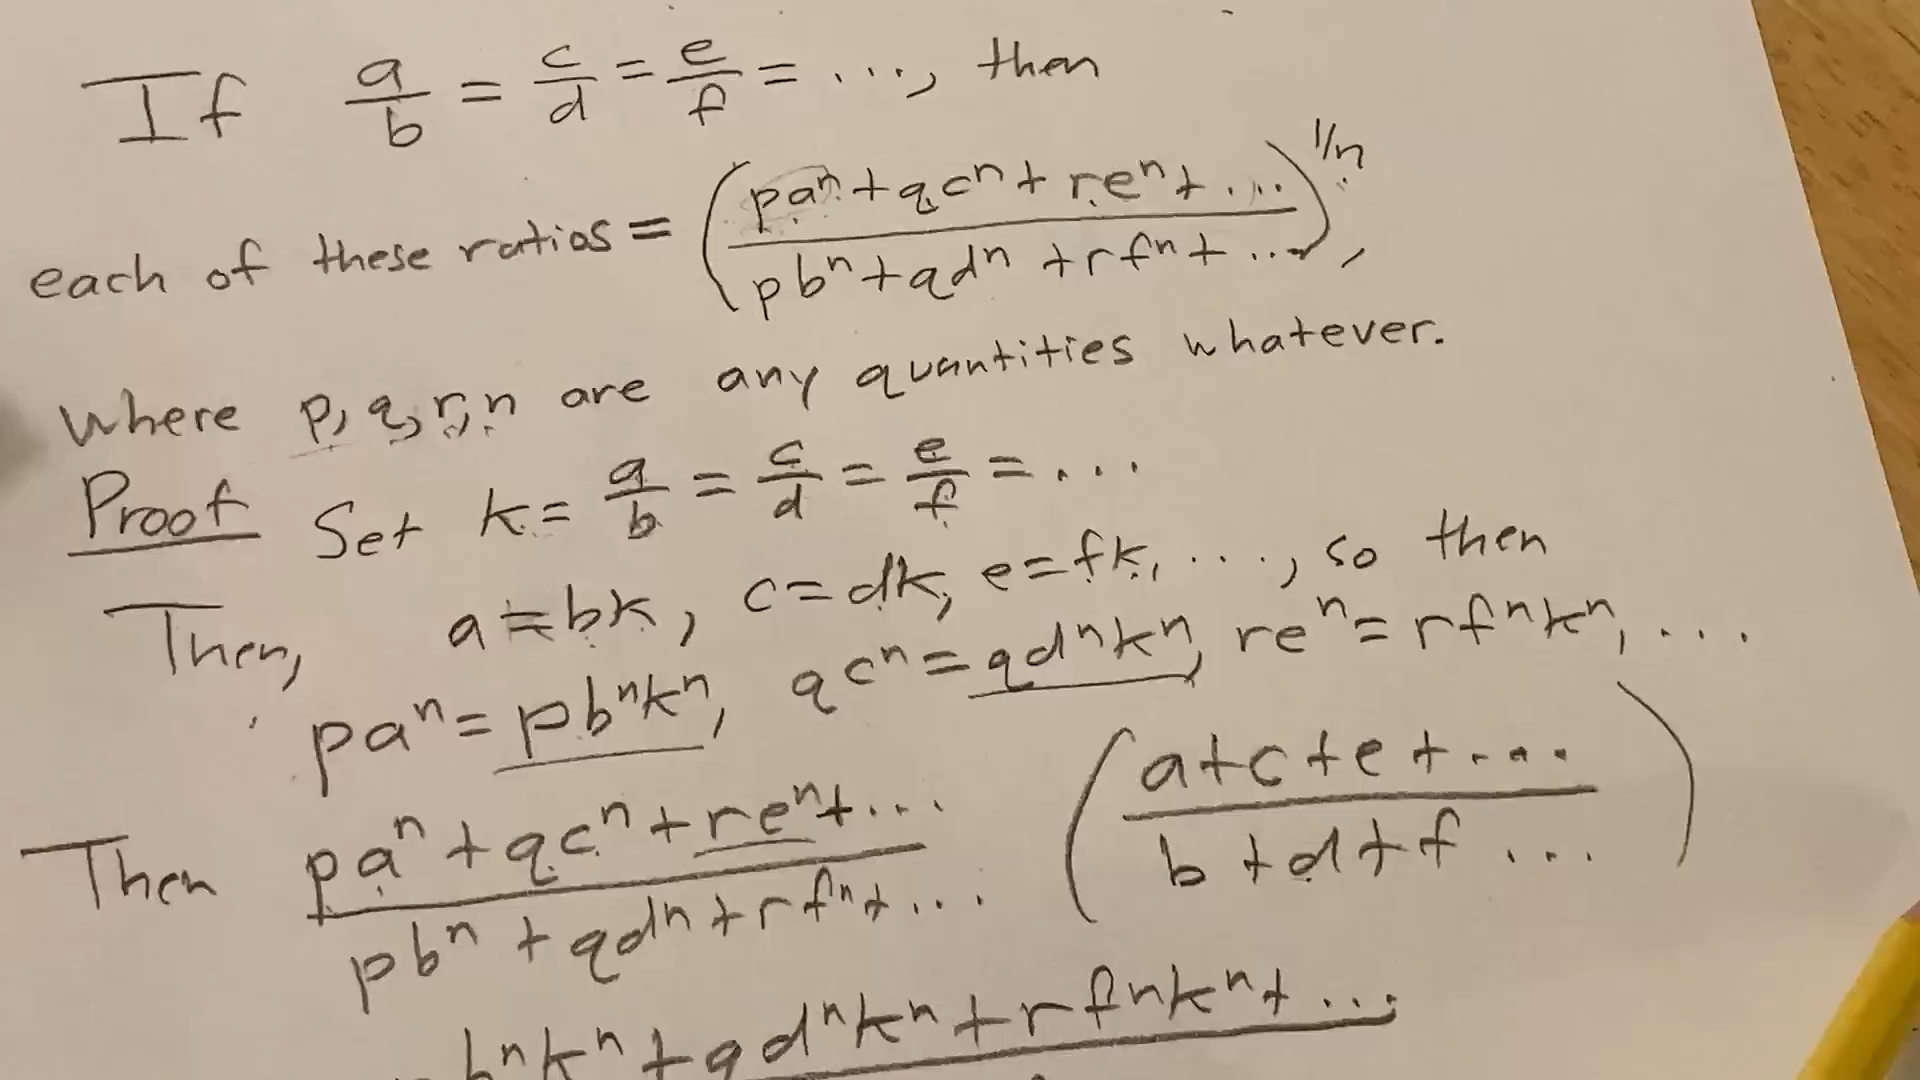 If a/b = c/d = e/f = ..., then
each of these ratios = (pa^n + qc^n + re^n + ... / pb^n + qd^n + rf^n + ...)^1/n,
where p, q, r, n are any quantities whatever.
Proof Set k = a/b = c/d = e/f = ...
Then, a = bk, c = dk, e = fk, ..., so then
pa^n = pb^n k^n, qc^n = qd^n k^n, re^n = rf^n k^n, ...
Then pa^n + qc^n + re^n + ... / pb^n + qd^n + rf^n + ... (a + c + e + ... / b + d + f ...)
b^n k^n + qd^n k^n + rf^n k^n + ...